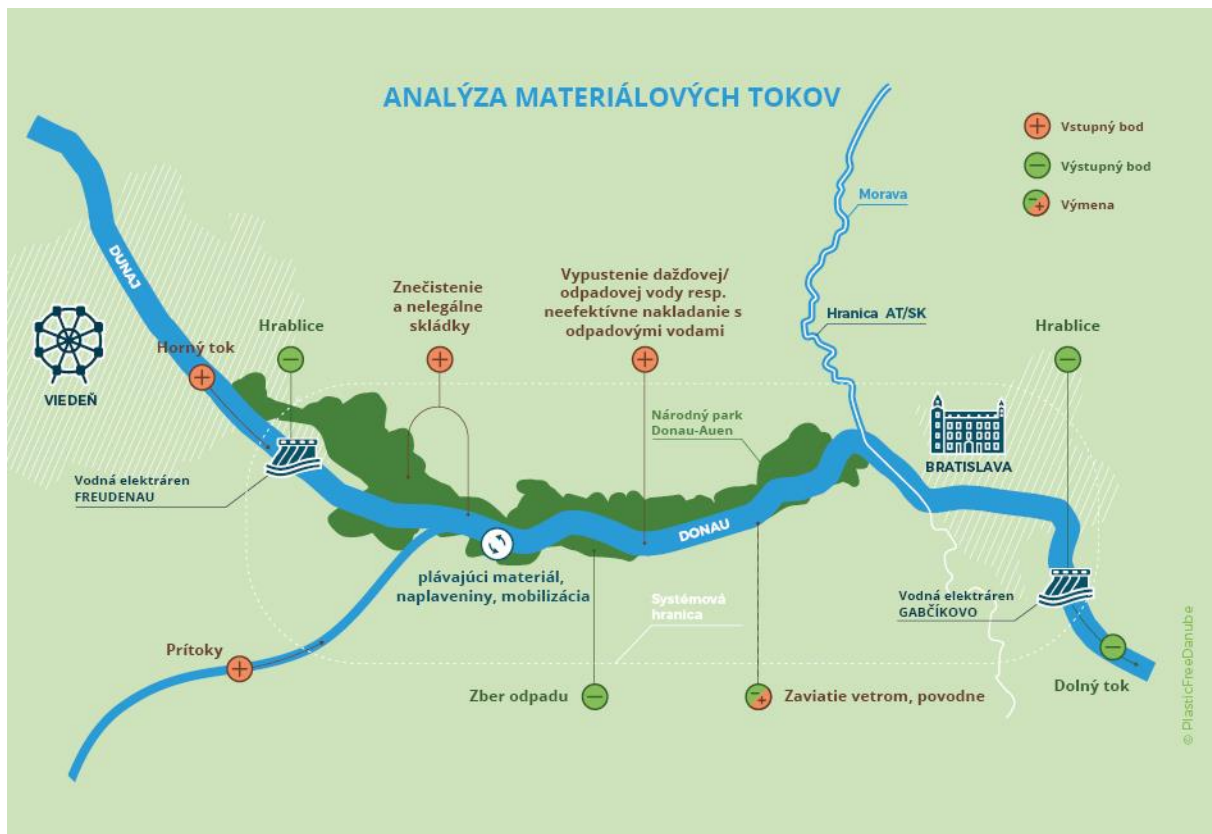 ANALÝZA MATERIÁLOVÝCH TOKOV
Vstupný bod
Výstupný bod
Výmena
Morava
DUNAJ
Znečistenie
a nelegálne
skládky
Vypustenie dažďovej/
odpadovej vody resp.
neefektívne nakladanie s
odpadovými vodami
Hranica AT/SK
Hrablice
Hrablice
Horný tok
VIEDEŇ
Národný park
Donau-Auen
BRATISLAVA
Vodná elektráren
FREUDENAU
DONAU
plávajúci materiál,
naplaveniny, mobilizácia
Systémová
hranica
Vodná elektráren
GABČÍKOVO
Prítoky
Zber odpadu
Zaviatie vetrom, povodne
Dolný tok
© PlasticFreeDanube